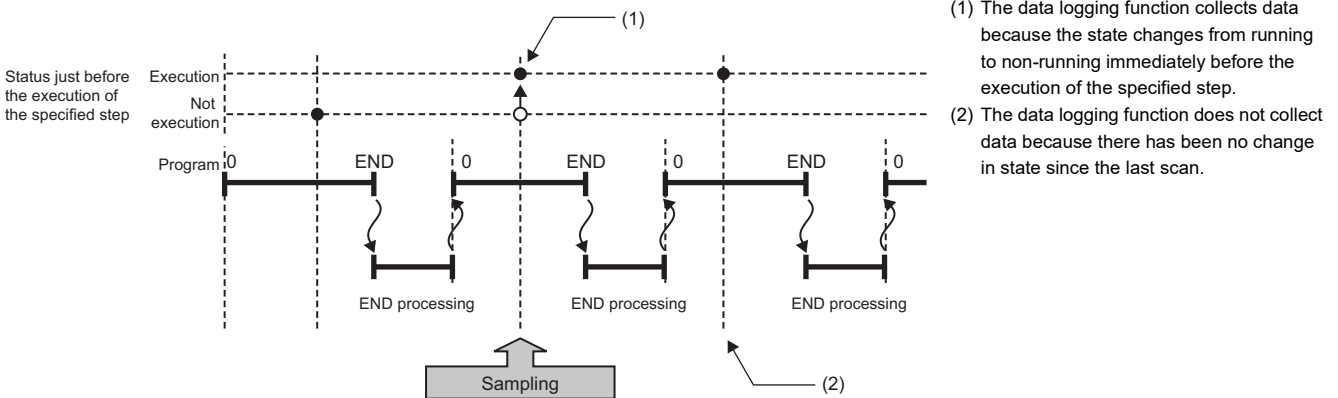 (1)
Status just before
the execution of
the specified step
Execution
Not
execution
Program
0
END
0
END
0
END
0
END processing
END processing
END processing
Sampling
(2)
(1) The data logging function collects data
because the state changes from running
to non-running immediately before the
execution of the specified step.
(2) The data logging function does not collect
data because there has been no change
in state since the last scan.